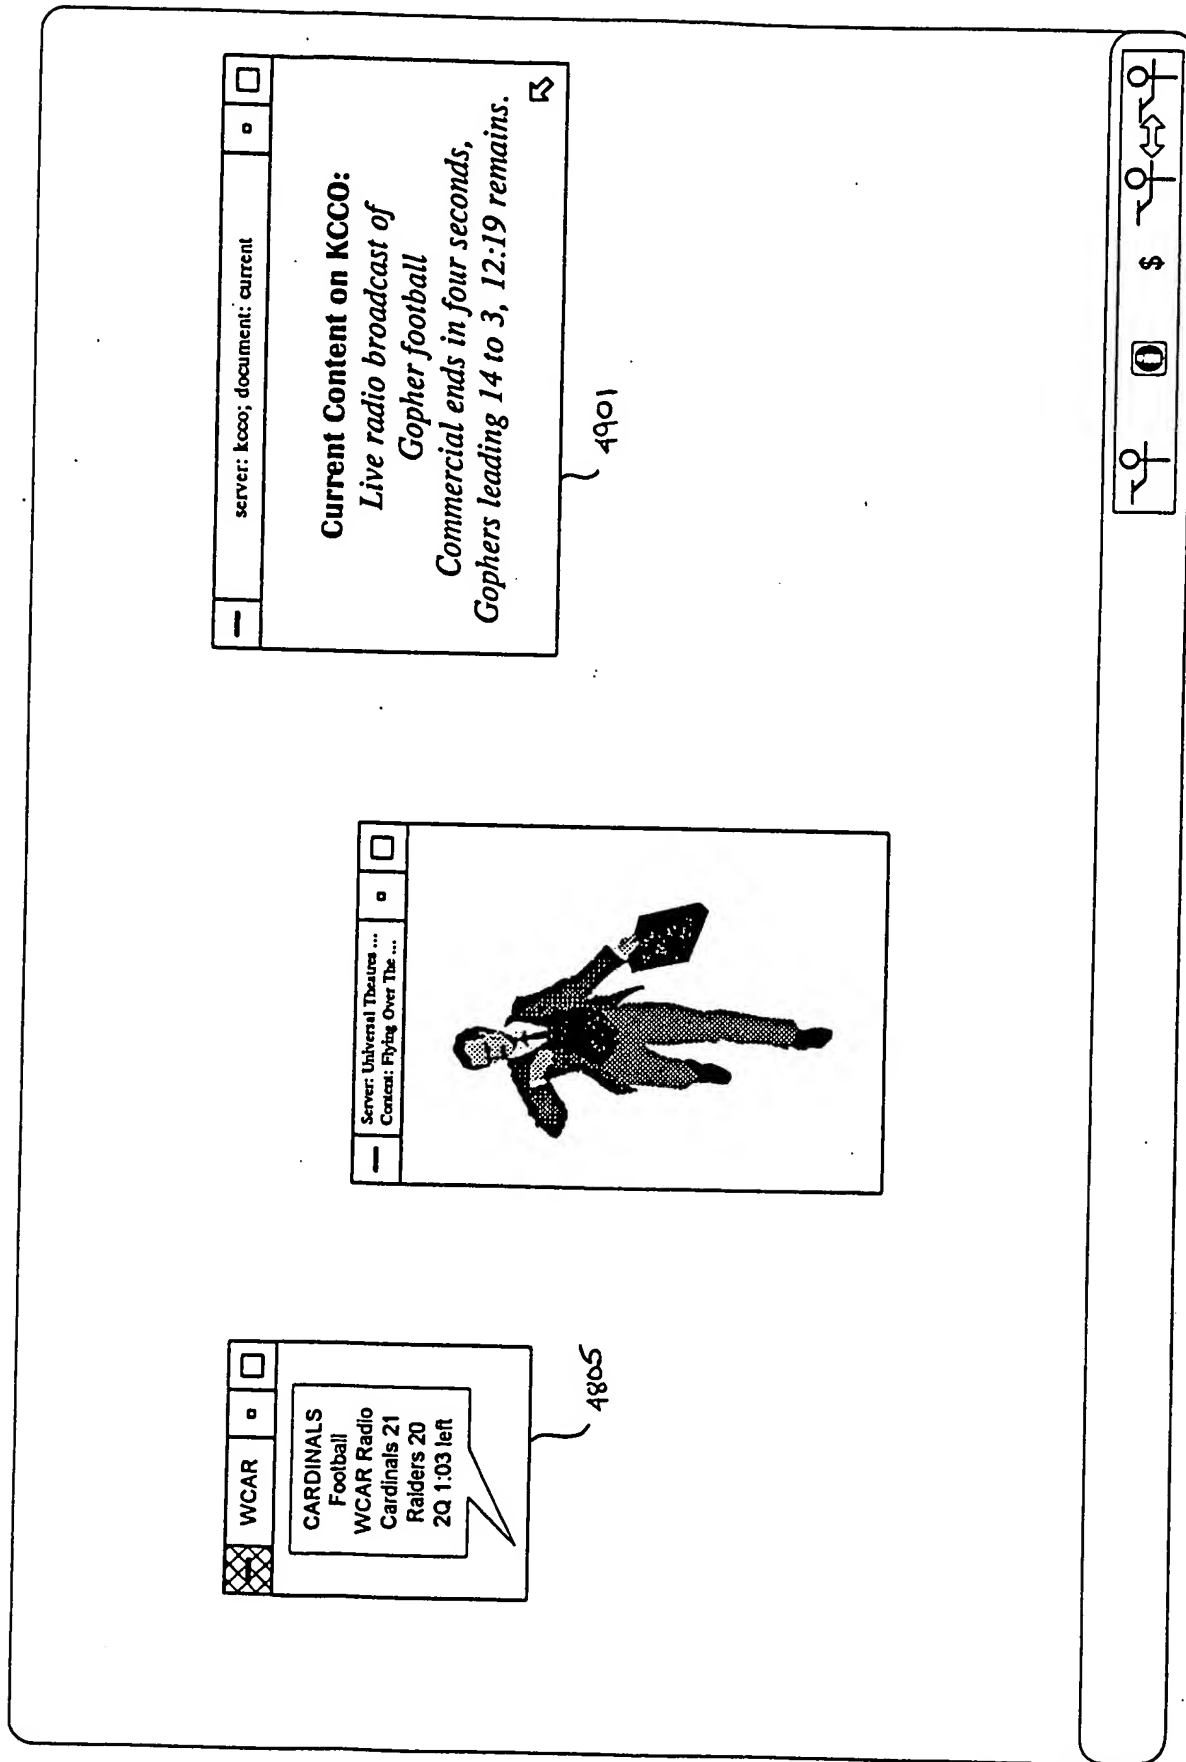 WCAR
CARDINALS
Football
WCAR Radio
Cardinals 21
Raiders 20
2Q 1:03 left
4805
Server: Universal Theatres ...
Content: Flying Over The ...
server: kcco; document: current
Current Content on KCCO:
Live radio broadcast of
Gopher football
Commercial ends in four seconds,
Gophers leading 14 to 3, 12:19 remains.
4901
$